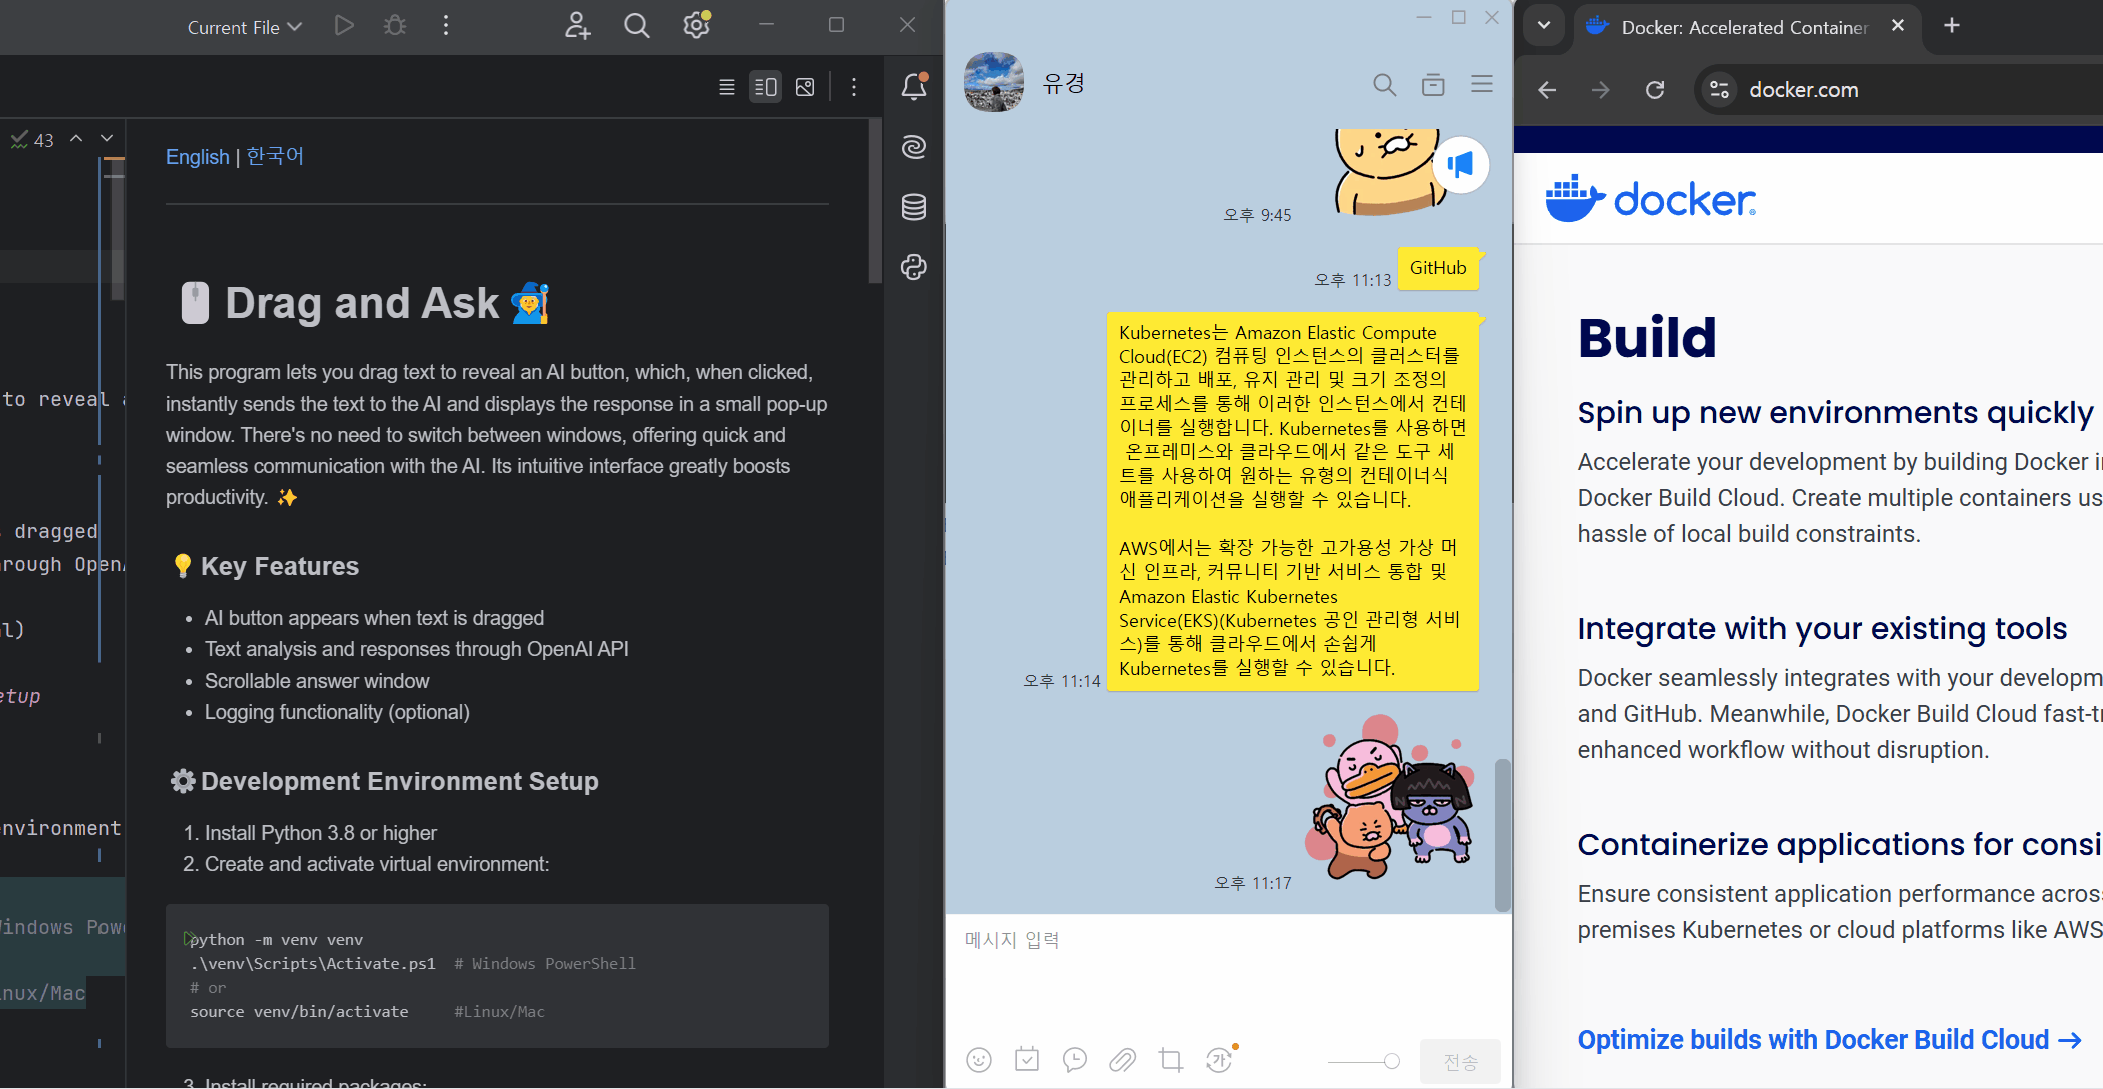 Current File
43
to reveal a
dragged
rough Open
l)
etup
environment
Windows Pow
inux/Mac
English | 한국어
Drag and Ask
This program lets you drag text to reveal an AI button, which, when clicked,
instantly sends the text to the AI and displays the response in a small pop-up
window. There's no need to switch between windows, offering quick and
seamless communication with the AI. Its intuitive interface greatly boosts
productivity. ✨
Key Features
• AI button appears when text is dragged
• Text analysis and responses through OpenAI API
• Scrollable answer window
• Logging functionality (optional)
Development Environment Setup
1. Install Python 3.8 or higher
2. Create and activate virtual environment:
python -m venv venv
.\venv\Scripts\Activate.ps1 # Windows PowerShell
# or
source venv/bin/activate #Linux/Mac
3. Install required packages:
유경
오후 9:45
GitHub
오후 11:13
Kubernetes는 Amazon Elastic Compute
Cloud(EC2) 컴퓨팅 인스턴스의 클러스터를
관리하고 배포, 유지 관리 및 크기 조정의
프로세스를 통해 이러한 인스턴스에서 컨테
이너를 실행합니다. Kubernetes를 사용하면
온프레미스와 클라우드에서 같은 도구 세
트를 사용하여 원하는 유형의 컨테이너식
애플리케이션을 실행할 수 있습니다.
AWS에서는 확장 가능한 고가용성 가상 머
신 인프라, 커뮤니티 기반 서비스 통합 및
Amazon Elastic Kubernetes
Service(EKS)(Kubernetes 공인 관리형 서비
스)를 통해 클라우드에서 손쉽게
Kubernetes를 실행할 수 있습니다.
오후 11:14
오후 11:17
메시지 입력
가
전송
Docker: Accelerated Container
docker.com
docker
Build
Spin up new environments quickly
Accelerate your development by building Docker i
Docker Build Cloud. Create multiple containers us
hassle of local build constraints.
Integrate with your existing tools
Docker seamlessly integrates with your developm
and GitHub. Meanwhile, Docker Build Cloud fast-t
enhanced workflow without disruption.
Containerize applications for consi
Ensure consistent application performance acros
premises Kubernetes or cloud platforms like AWS
Optimize builds with Docker Build Cloud →